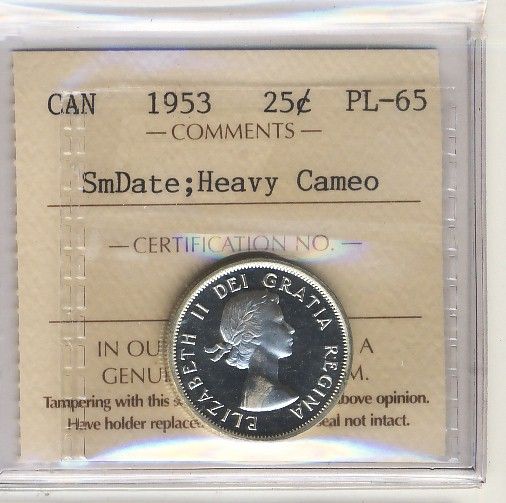 CAN 1953 25¢ PL-65
— COMMENTS —
SmDate;Heavy Cameo
— CERTIFICATION NO. —
ELIZABETH II DEI GRATIA REGINA
IN OU A
GENU M.
Tampering with this s above opinion.
Have holder replace eal not intact.